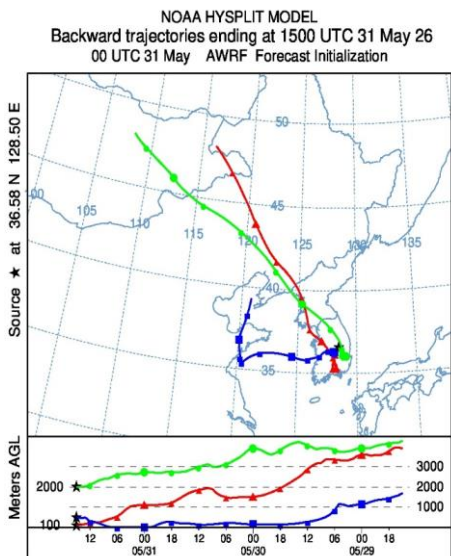 NOAA HYSPLIT MODEL
Backward trajectories ending at 1500 UTC 31 May 26
00 UTC 31 May AWRF Forecast Initialization
Source ★ at 36.58 N 128.50 E
50
45
40
35
00
105
110
115
120
125
130
135
Meters AGL
2000
100
3000
2000
1000
12 06 00 18 12 06 00 18 12 06 00 18
05/31 05/30 05/29